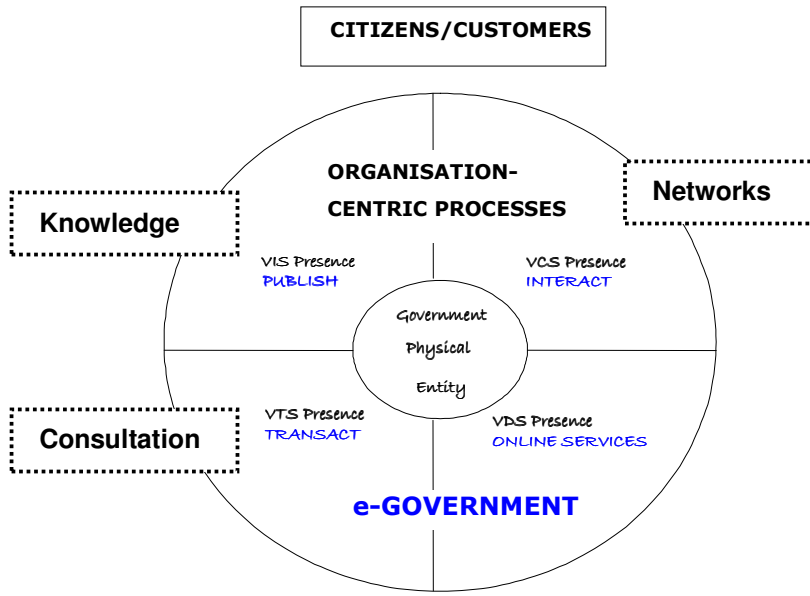 CITIZENS/CUSTOMERS
ORGANISATION-
CENTRIC PROCESSES
Knowledge
Networks
VIS Presence
PUBLISH
VCS Presence
INTERACT
Government
Physical
Entity
VTS Presence
TRANSACT
VDS Presence
ONLINE SERVICES
Consultation
e-GOVERNMENT